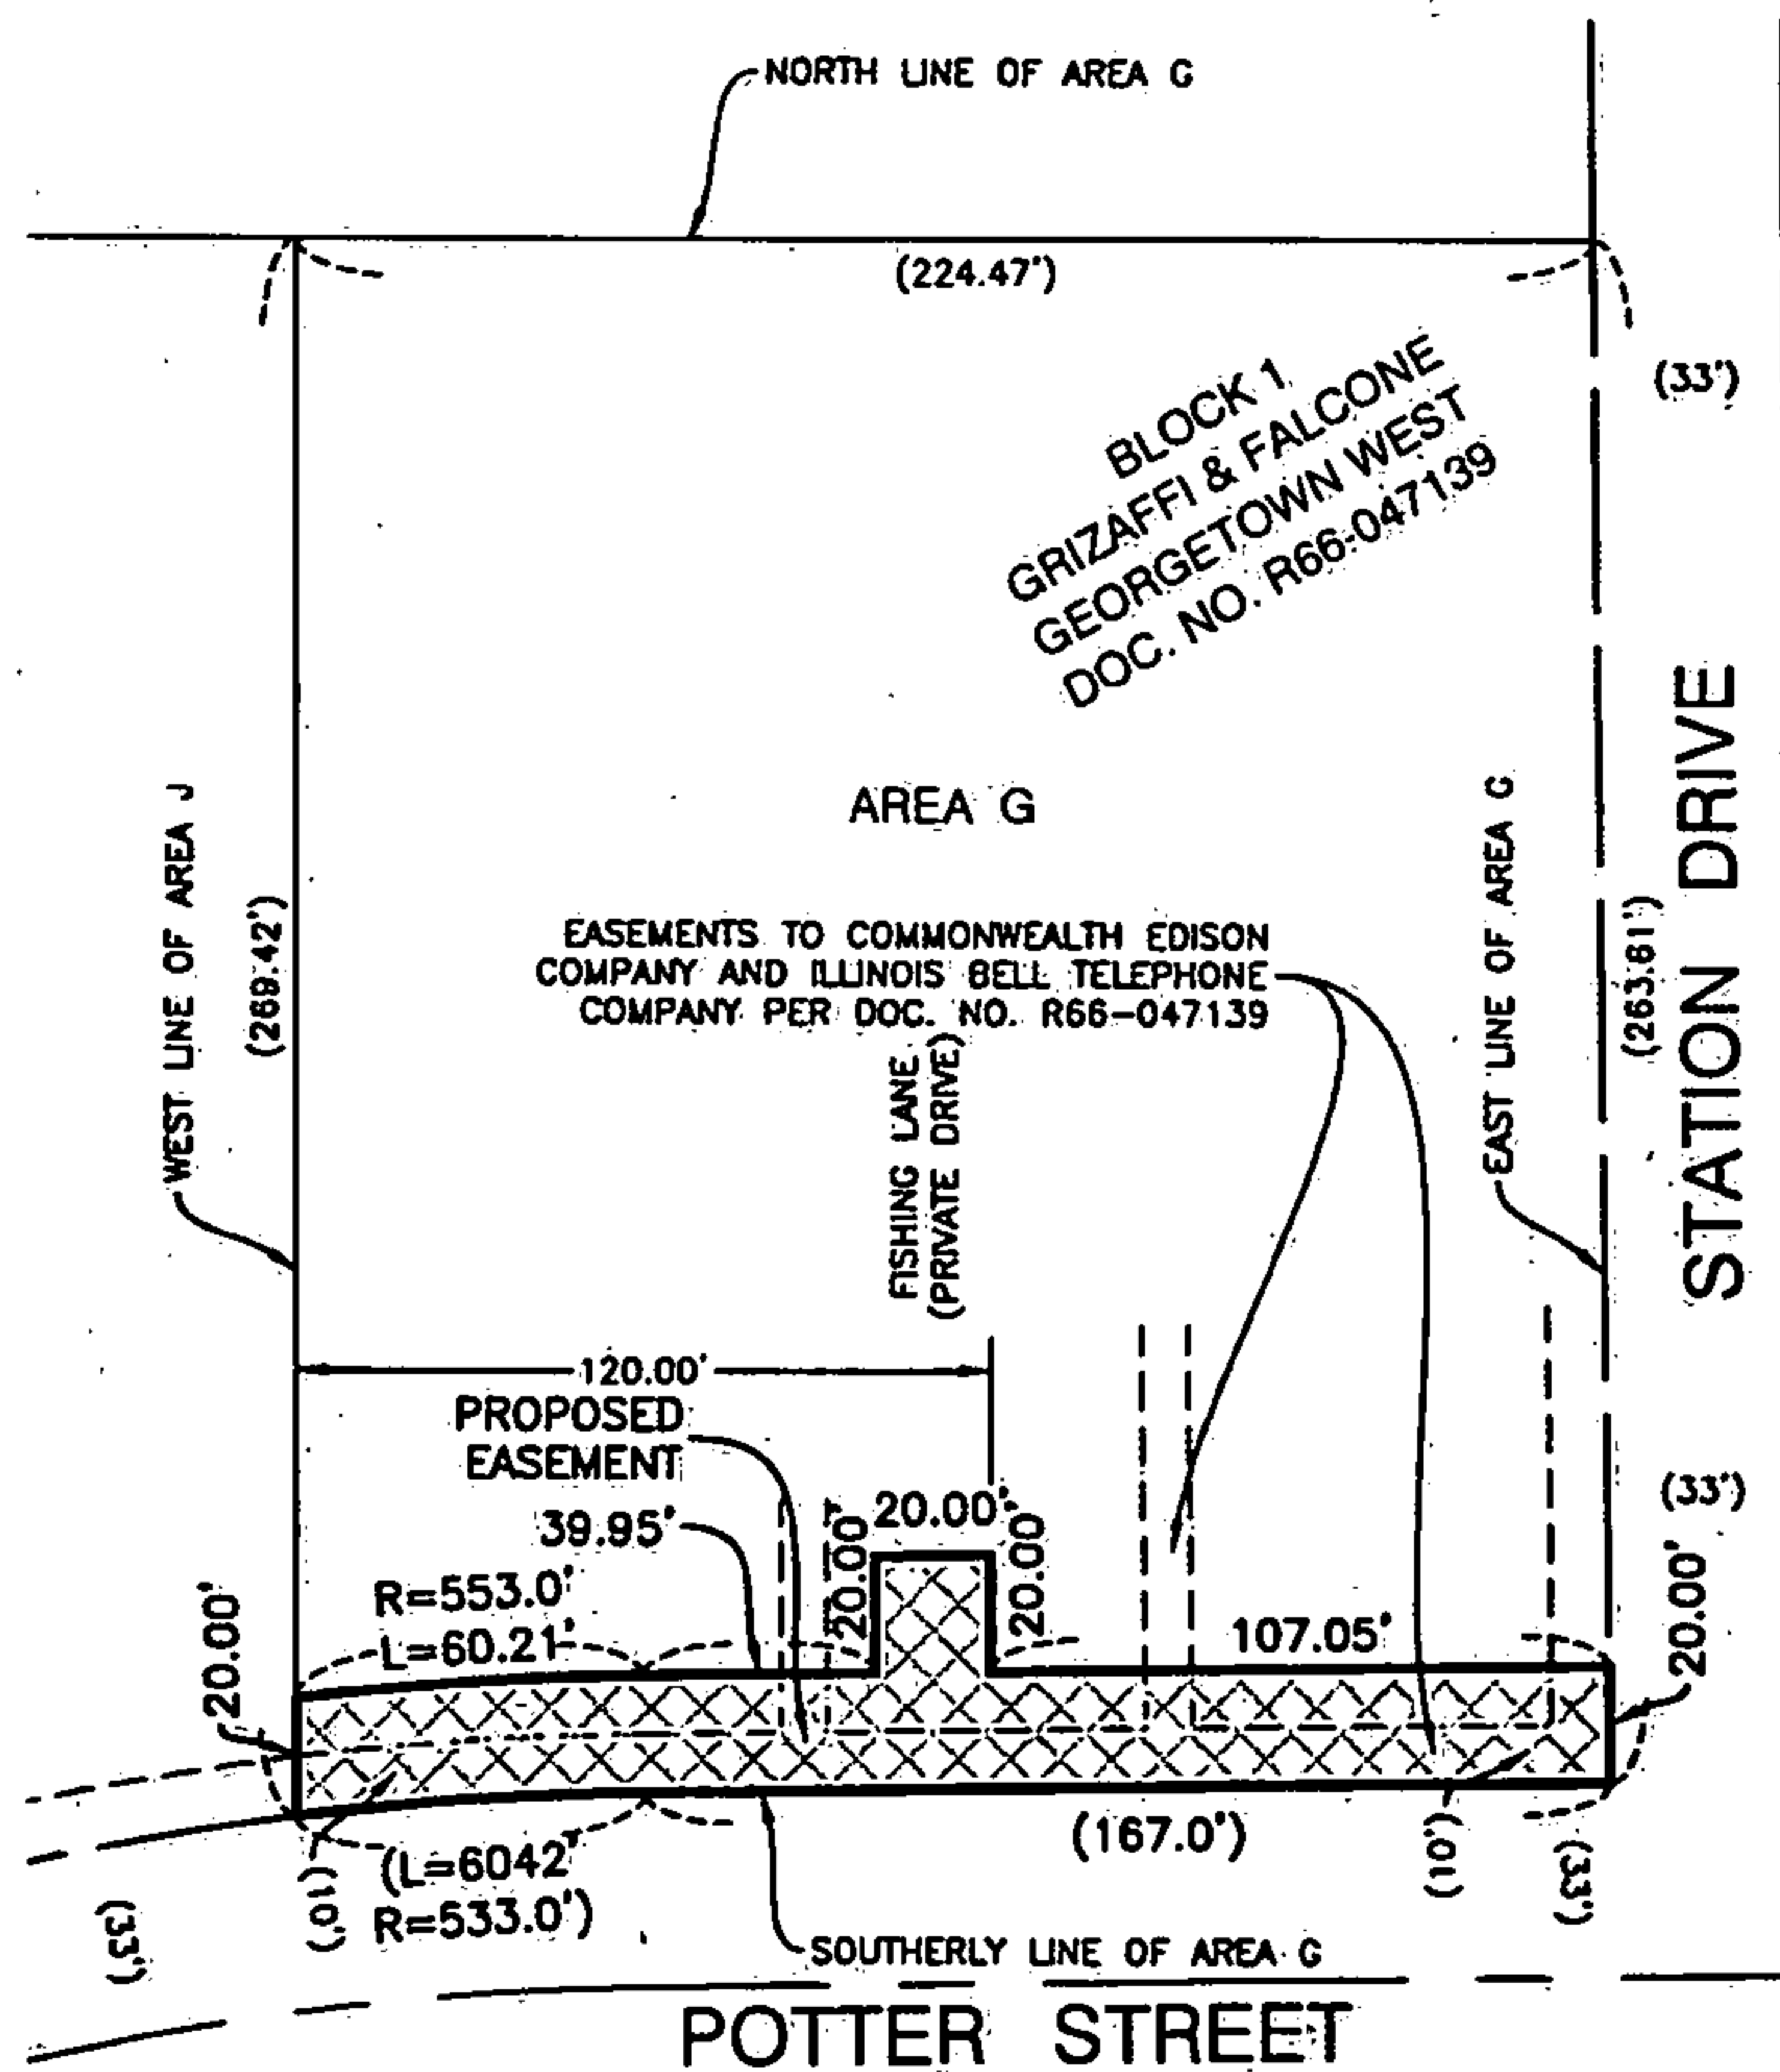 NORTH LINE OF AREA G
(224.47')
(33')
BLOCK 1
GRIZAFFI & FALCONE
GEORGETOWN WEST
DOC. NO. R66-047139
STATION DRIVE
AREA G
WEST LINE OF AREA J
(269.42')
EASEMENTS TO COMMONWEALTH EDISON
COMPANY AND ILLINOIS BELL TELEPHONE
COMPANY PER DOC. NO. R66-047139
EAST LINE OF AREA G
(263.81')
FISHING LANE
(PRIVATE DRIVE)
120.00'
PROPOSED
EASEMENT
39.95'
20.00'
20.00'
20.00'
(33')
R=553.0'
L=60.21'
107.05'
20.00'
20.00'
(L=6042'
R=533.0')
(167.0')
(10')
(10')
(33')
(33')
SOUTHERLY LINE OF AREA G
POTTER STREET